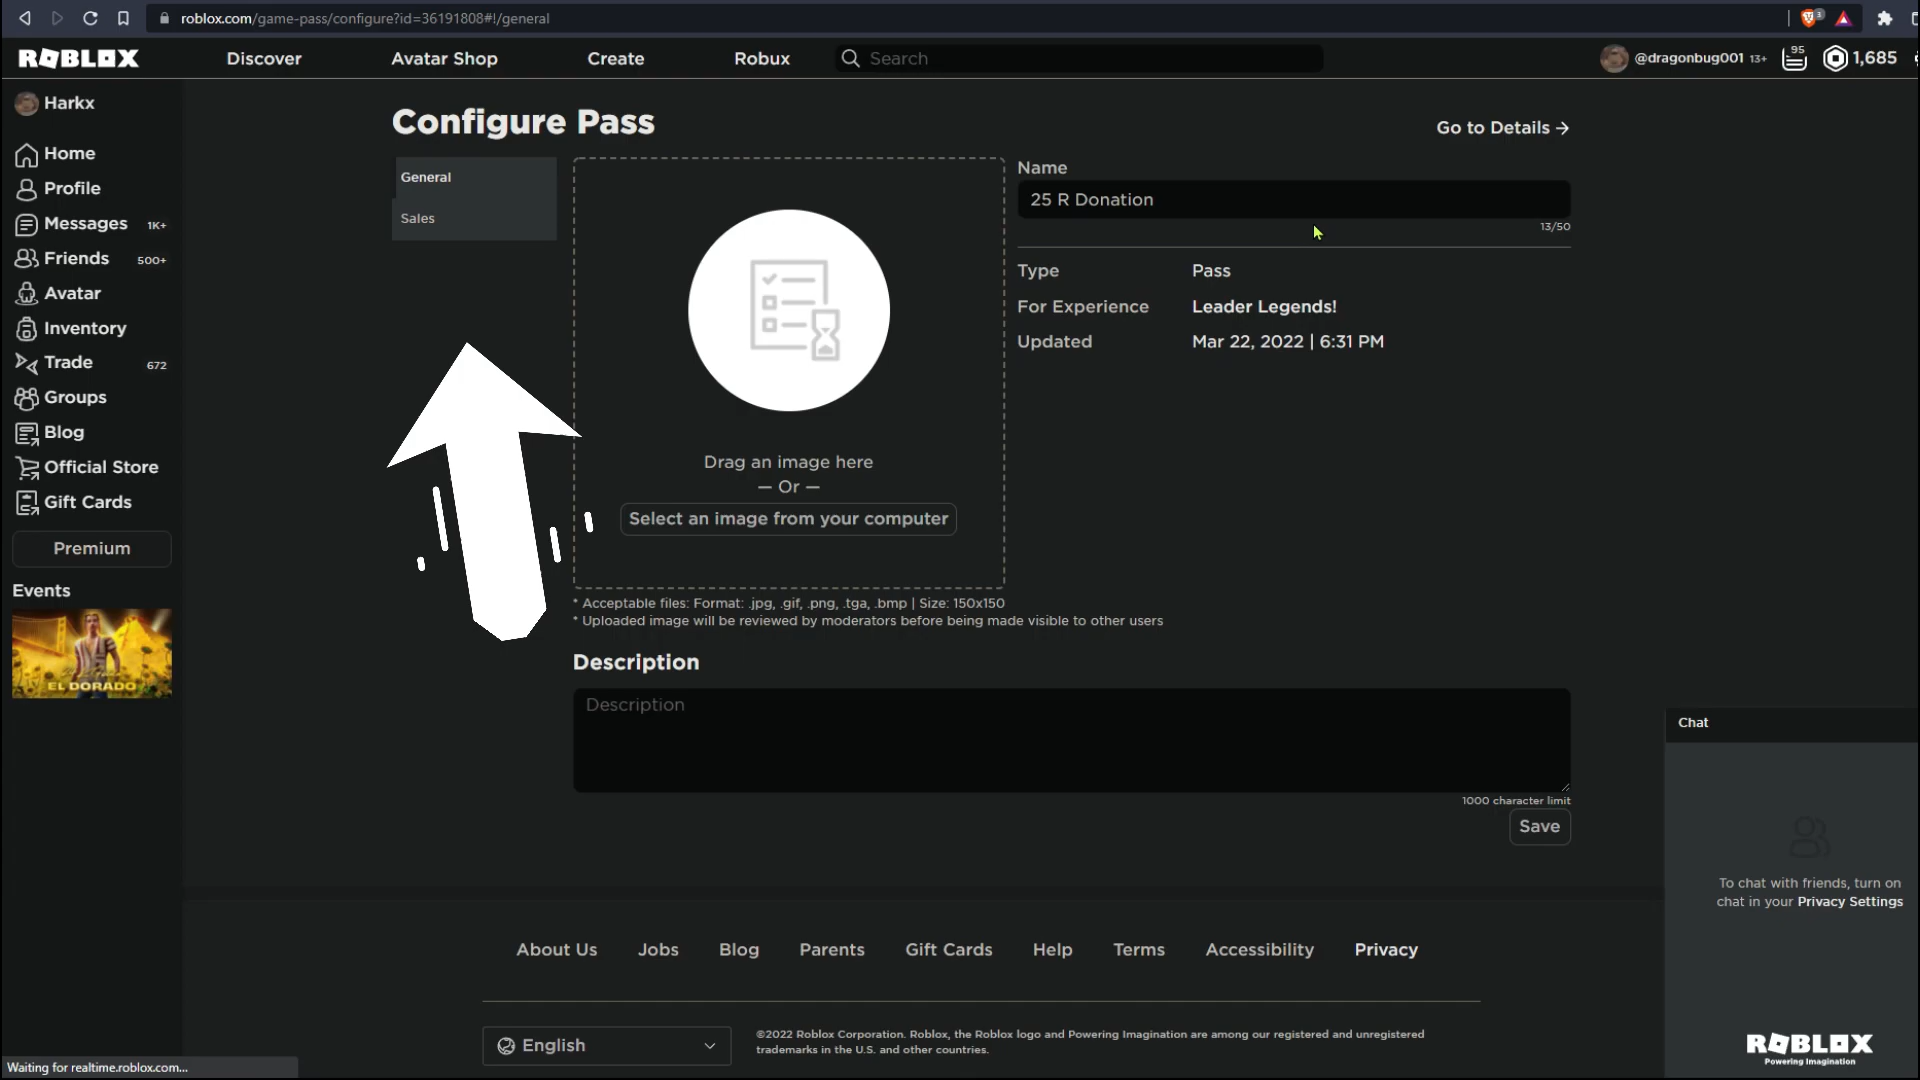 roblox.com/game-pass/configure?id=36191808#!/general
3
ROBLOX
Discover
Avatar Shop
Create
Robux
Search
@dragonbug001 13+
95
1,685
Harkx
Home
Profile
Messages 1K+
Friends 500+
Avatar
Inventory
Trade 672
Groups
Blog
Official Store
Gift Cards
Premium
Events
EL DORADO
Configure Pass
Go to Details →
General
Sales
Drag an image here
— Or —
Select an image from your computer
* Acceptable files: Format: .jpg, .gif, .png, .tga, .bmp | Size: 150x150
* Uploaded image will be reviewed by moderators before being made visible to other users
Name
25 R Donation
13/50
Type Pass
For Experience Leader Legends!
Updated Mar 22, 2022 | 6:31 PM
Description
Description
1000 character limit
Save
Chat
To chat with friends, turn on
chat in your Privacy Settings
About Us
Jobs
Blog
Parents
Gift Cards
Help
Terms
Accessibility
Privacy
English
©2022 Roblox Corporation. Roblox, the Roblox logo and Powering Imagination are among our registered and unregistered
trademarks in the U.S. and other countries.
ROBLOX
Powering Imagination
Waiting for realtime.roblox.com...